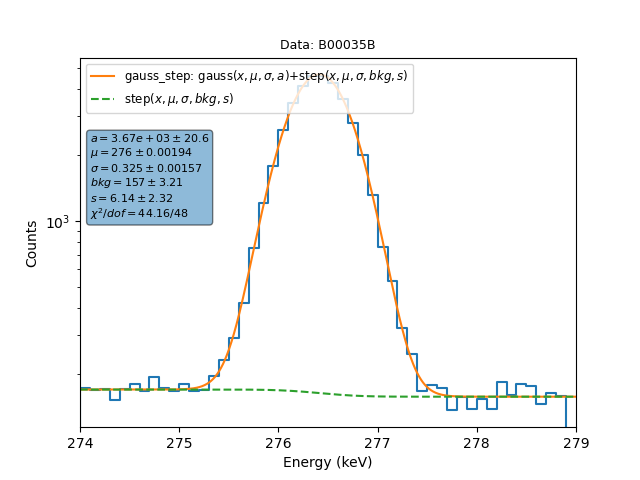 Data: B00035B
gauss_step: gauss(x, μ, σ, a)+step(x, μ, σ, bkg, s)
step(x, μ, σ, bkg, s)
a = 3.67e + 03 ± 20.6
μ = 276 ± 0.00194
σ = 0.325 ± 0.00157
bkg = 157 ± 3.21
s = 6.14 ± 2.32
χ²/dof = 44.16/48
10³
Counts
274 275 276 277 278 279
Energy (keV)